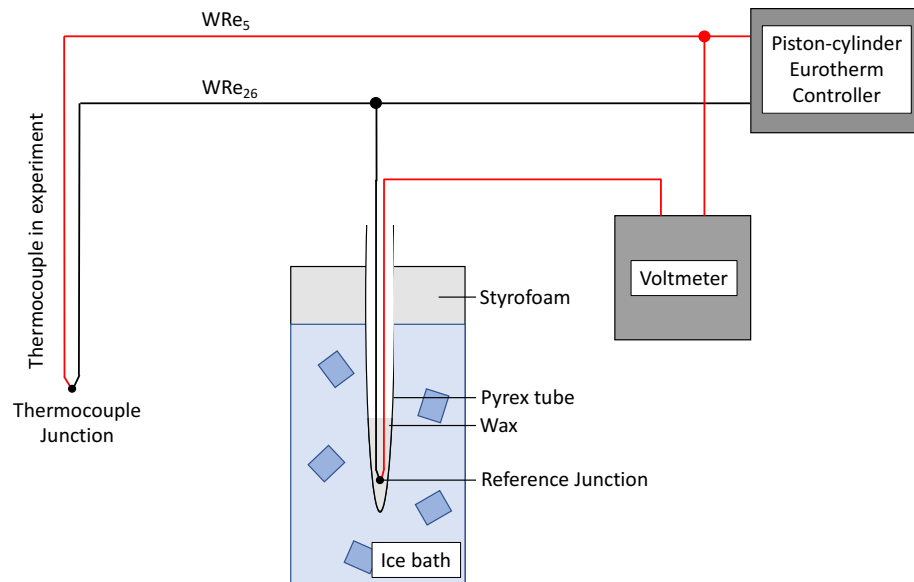 WRe₅
WRe₂₆
Piston-cylinder
Eurotherm
Controller
Thermocouple in experiment
Voltmeter
Styrofoam
Thermocouple
Junction
Pyrex tube
Wax
Reference Junction
Ice bath